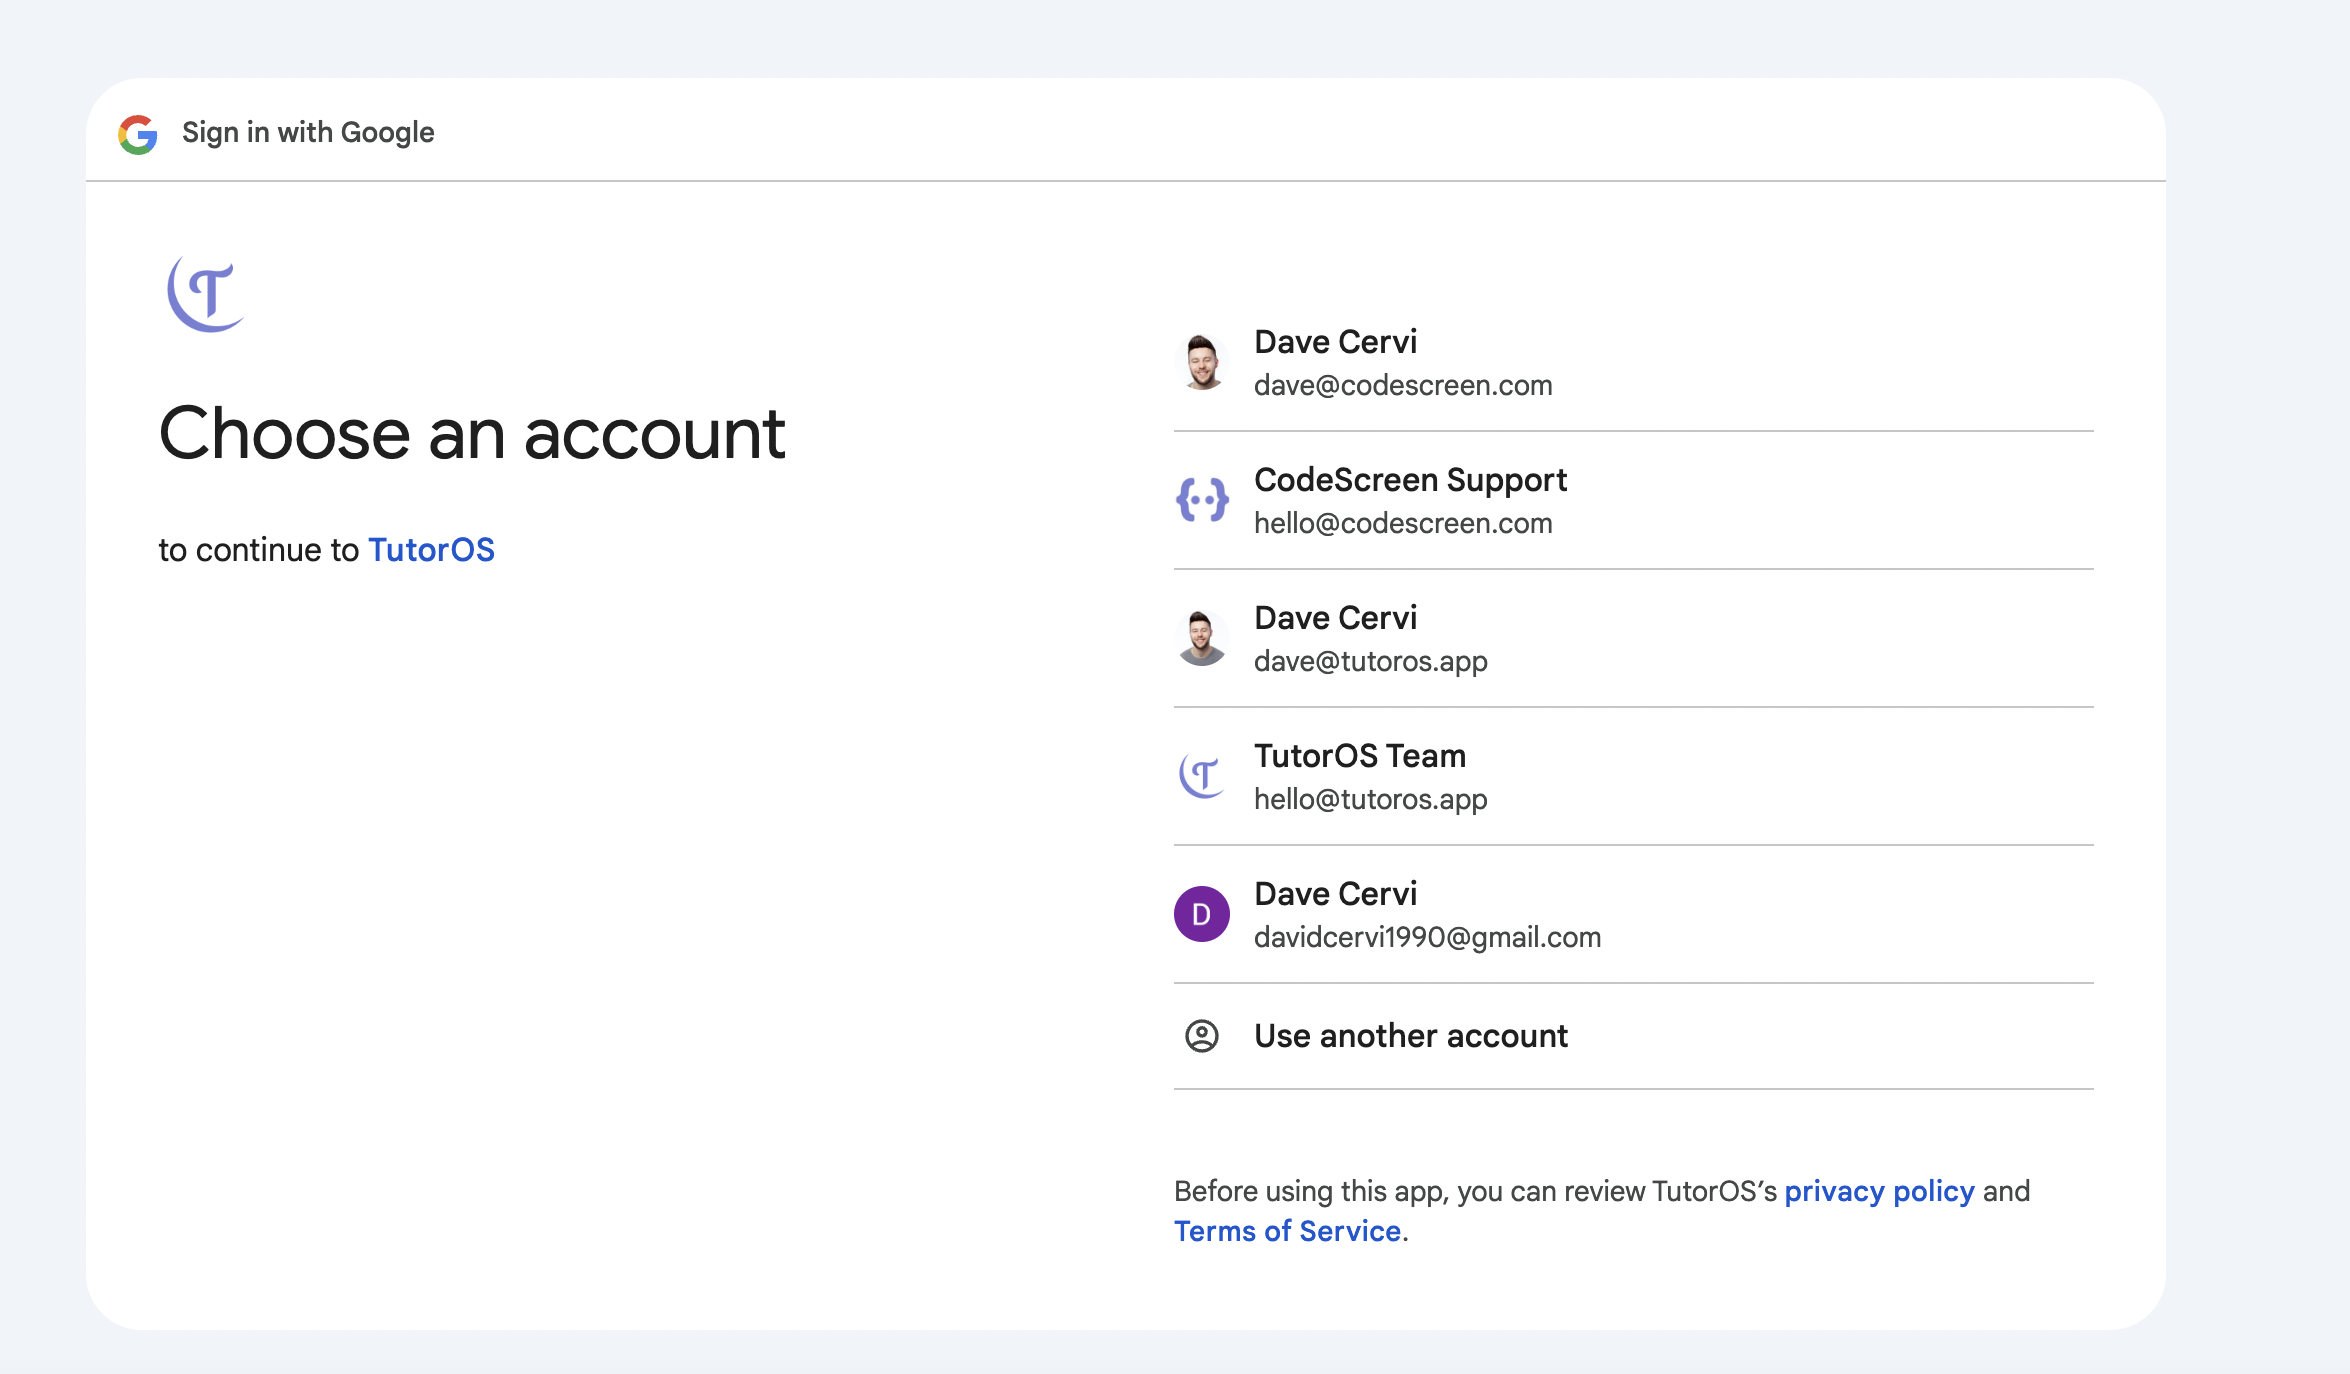 Sign in with Google
Choose an account
to continue to TutorOS
Dave Cervi
dave@codescreen.com
CodeScreen Support
hello@codescreen.com
Dave Cervi
dave@tutoros.app
TutorOS Team
hello@tutoros.app
D
Dave Cervi
davidcervi1990@gmail.com
Use another account
Before using this app, you can review TutorOS’s privacy policy and
Terms of Service.